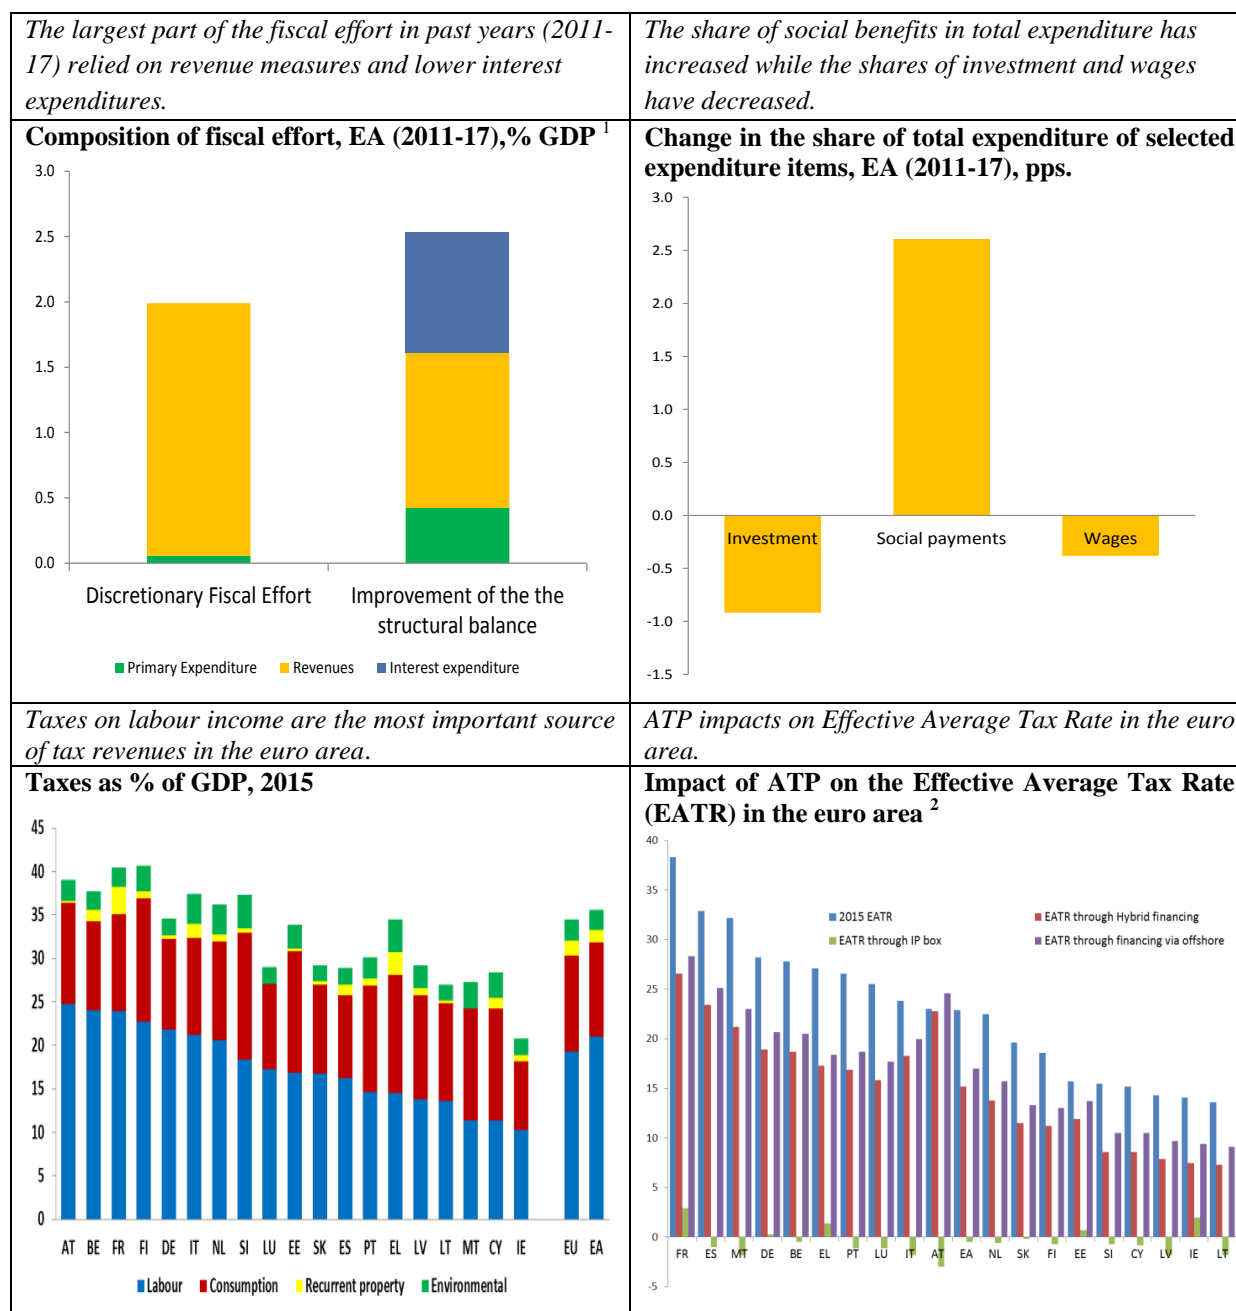 The largest part of the fiscal effort in past years (2011-
17) relied on revenue measures and lower interest
expenditures.
The share of social benefits in total expenditure has
increased while the shares of investment and wages
have decreased.
Composition of fiscal effort, EA (2011-17),% GDP 1
3.0
2.5
2.0
1.5
1.0
0.5
0.0
Discretionary Fiscal Effort
Improvement of the the
structural balance
Primary Expenditure
Revenues
Interest expenditure
Change in the share of total expenditure of selected
expenditure items, EA (2011-17), pps.
3.0
2.5
2.0
1.5
1.0
0.5
0.0
-0.5
-1.0
-1.5
Investment
Social payments
Wages
Taxes on labour income are the most important source
of tax revenues in the euro area.
ATP impacts on Effective Average Tax Rate in the euro
area.
Taxes as % of GDP, 2015
45
40
35
30
25
20
15
10
5
0
AT BE FR FI DE IT NL SI LU EE SK ES PT EL LV LT MT CY IE EU EA
Labour
Consumption
Recurrent property
Environmental
Impact of ATP on the Effective Average Tax Rate
(EATR) in the euro area 2
40
35
30
25
20
15
10
5
0
-5
2015 EATR
EATR through Hybrid financing
EATR through IP box
EATR through financing via offshore
FR ES MT DE BE EL PT LU IT AT EA NL SK FI EE SI CY LV IE LT